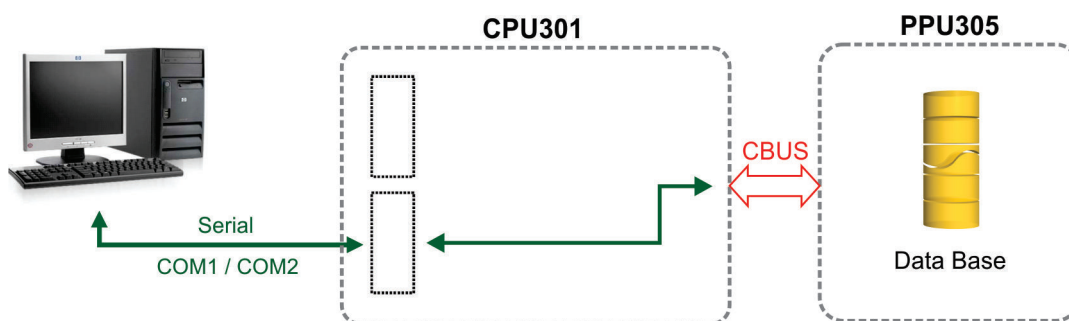 CPU301
PPU305
CBUS
Serial
COM1 / COM2
Data Base